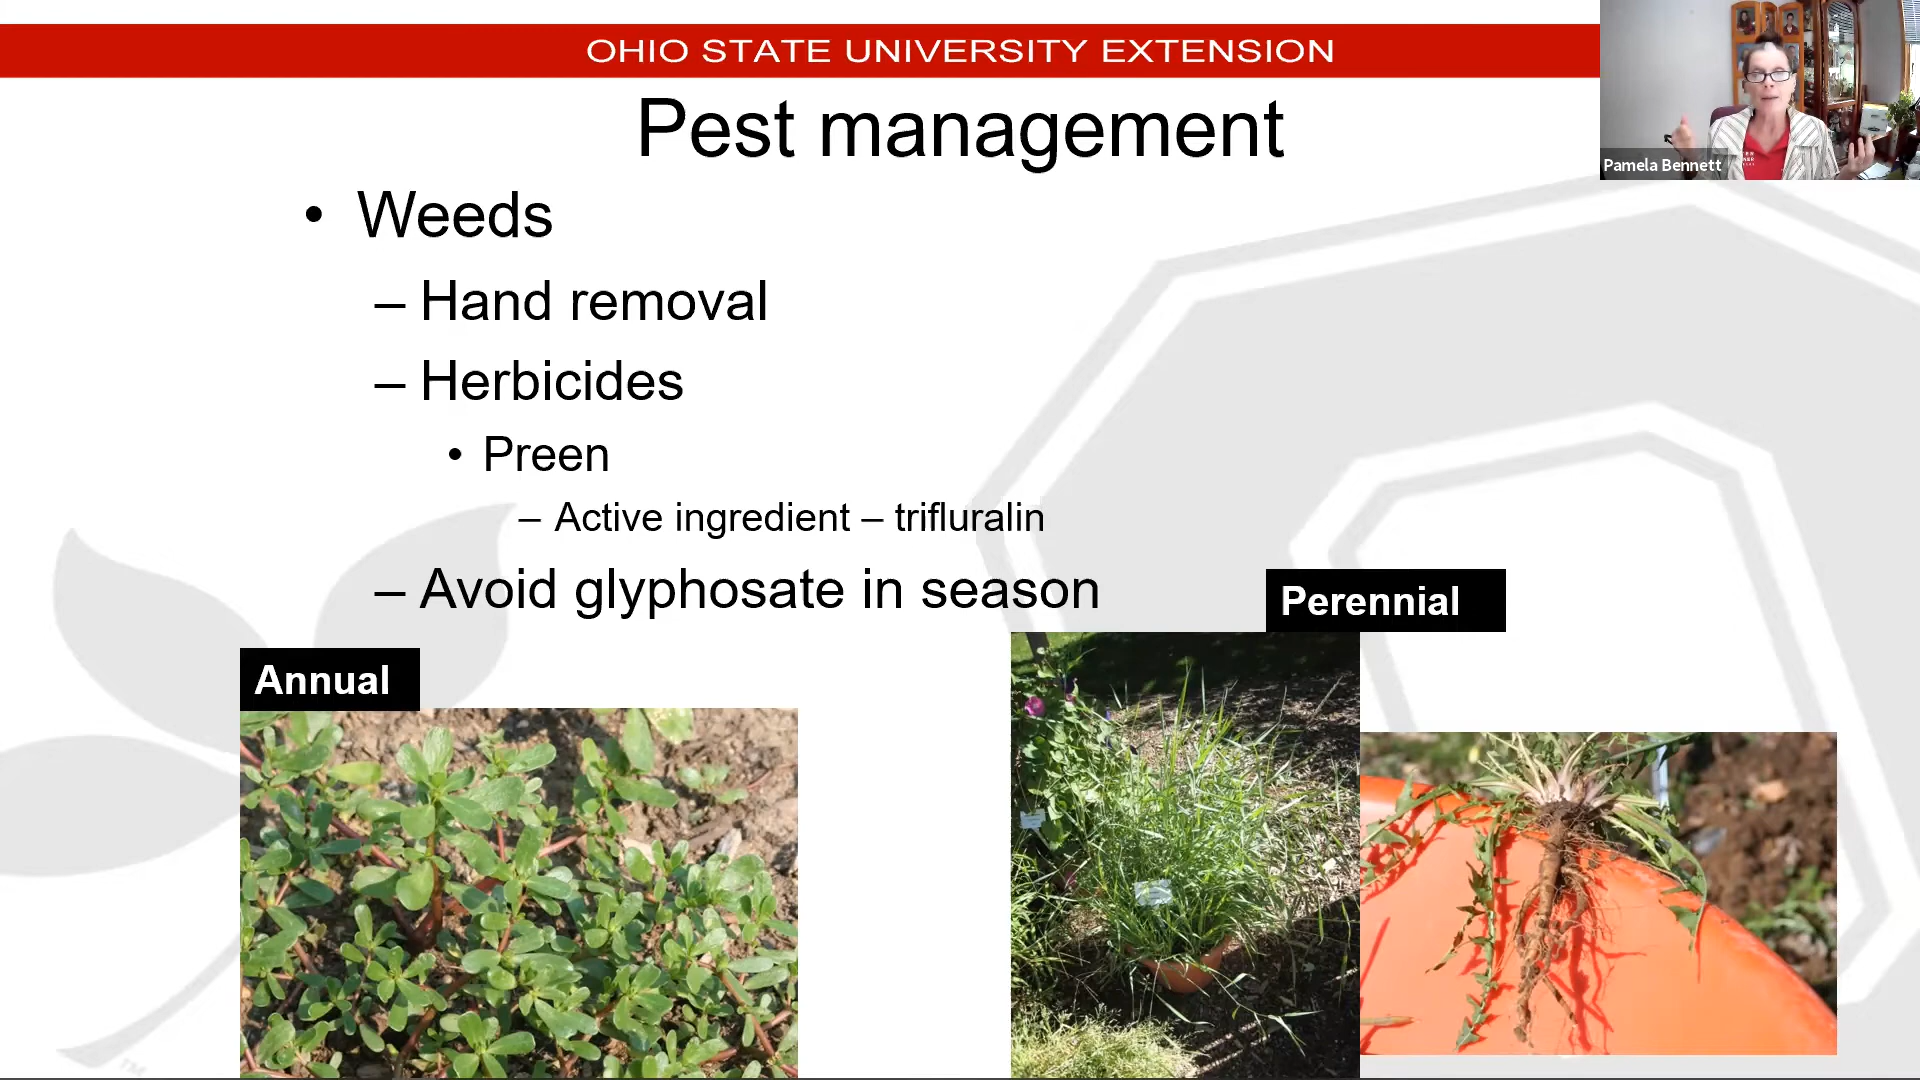 OHIO STATE UNIVERSITY EXTENSION
Pamela Bennett
Pest management
• Weeds
– Hand removal
– Herbicides
• Preen
– Active ingredient – trifluralin
– Avoid glyphosate in season
Perennial
Annual
TM